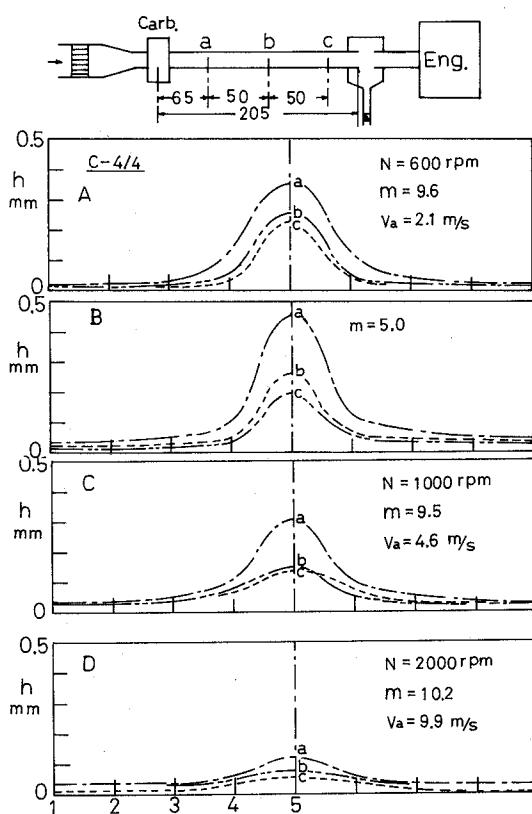 Carb.
a b c
Eng.
65 50 50
205
0.5
C-4/4
N = 600 rpm
h
mm
A
m = 9.6
Va = 2.1 m/s
a
b
c
0
0.5
B
a
m = 5.0
h
mm
b
c
0
0.5
C
N = 1000 rpm
h
mm
a
m = 9.5
Va = 4.6 m/s
b
c
0
0.5
D
N = 2000 rpm
h
mm
m = 10.2
Va = 9.9 m/s
a
b
c
0
1 2 3 4 5